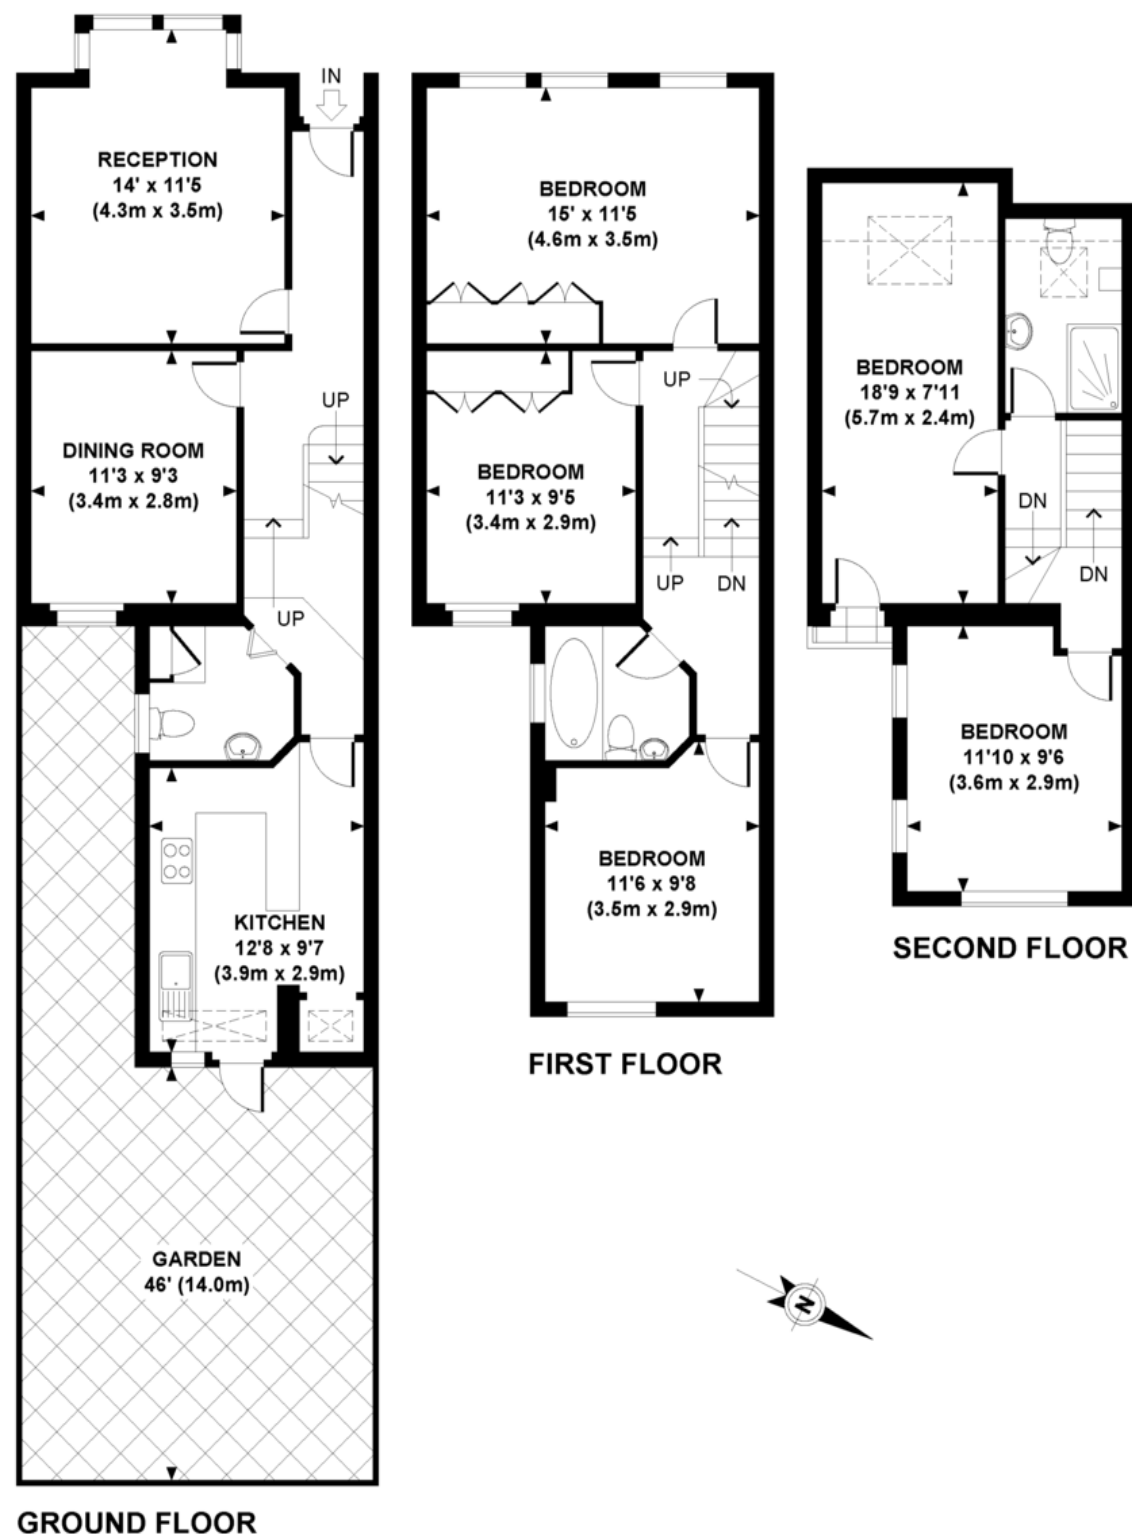 IN
RECEPTION
14' x 11'5
(4.3m x 3.5m)
UP
DINING ROOM
11'3 x 9'3
(3.4m x 2.8m)
UP
KITCHEN
12'8 x 9'7
(3.9m x 2.9m)
GARDEN
46' (14.0m)
GROUND FLOOR
BEDROOM
15' x 11'5
(4.6m x 3.5m)
UP
BEDROOM
11'3 x 9'5
(3.4m x 2.9m)
UP
DN
BEDROOM
11'6 x 9'8
(3.5m x 2.9m)
FIRST FLOOR
BEDROOM
18'9 x 7'11
(5.7m x 2.4m)
DN
DN
BEDROOM
11'10 x 9'6
(3.6m x 2.9m)
SECOND FLOOR
N